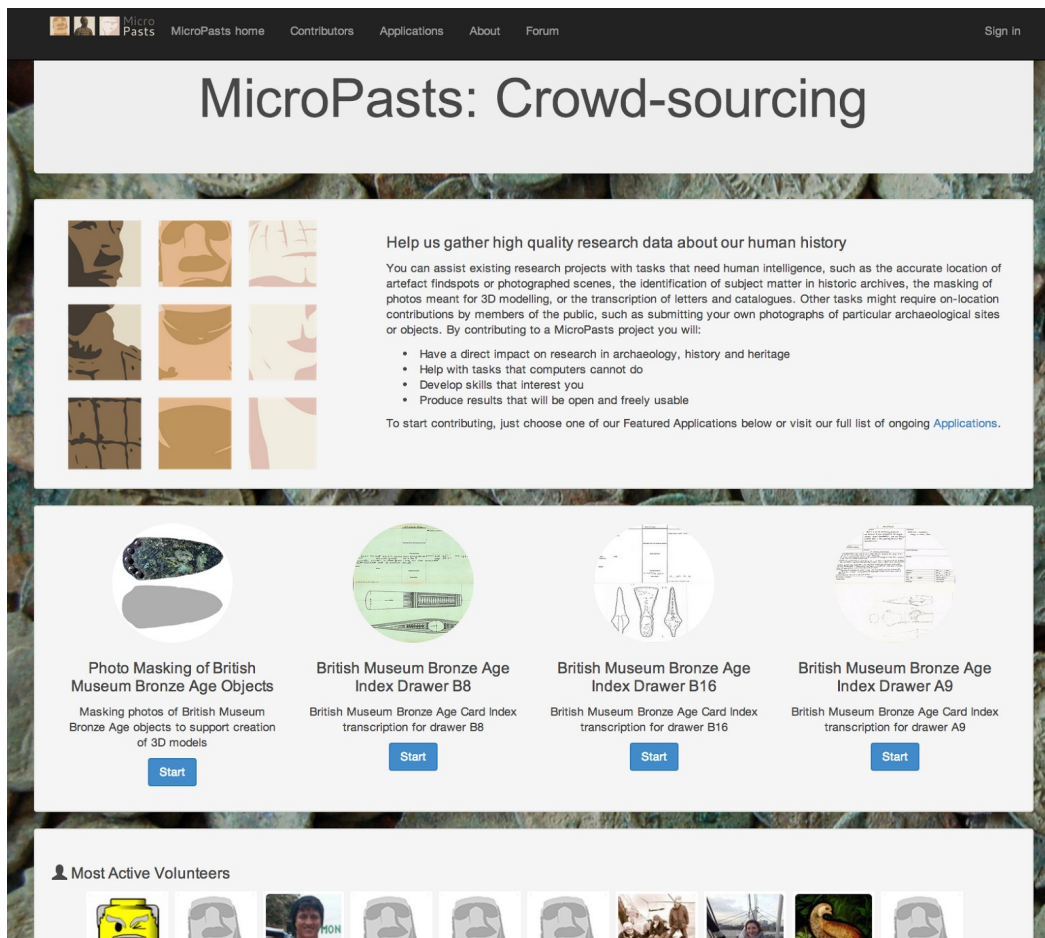 Micro
Pasts
MicroPasts home
Contributors
Applications
About
Forum
Sign in
MicroPasts: Crowd-sourcing
Help us gather high quality research data about our human history
You can assist existing research projects with tasks that need human intelligence, such as the accurate location of
artefact findspots or photographed scenes, the identification of subject matter in historic archives, the masking of
photos meant for 3D modelling, or the transcription of letters and catalogues. Other tasks might require on-location
contributions by members of the public, such as submitting your own photographs of particular archaeological sites
or objects. By contributing to a MicroPasts project you will:
• Have a direct impact on research in archaeology, history and heritage
• Help with tasks that computers cannot do
• Develop skills that interest you
• Produce results that will be open and freely usable
To start contributing, just choose one of our Featured Applications below or visit our full list of ongoing Applications.
Photo Masking of British
Museum Bronze Age Objects
Masking photos of British Museum
Bronze Age objects to support creation
of 3D models
Start
British Museum Bronze Age
Index Drawer B8
British Museum Bronze Age Card Index
transcription for drawer B8
Start
British Museum Bronze Age
Index Drawer B16
British Museum Bronze Age Card Index
transcription for drawer B16
Start
British Museum Bronze Age
Index Drawer A9
British Museum Bronze Age Card Index
transcription for drawer A9
Start
Most Active Volunteers